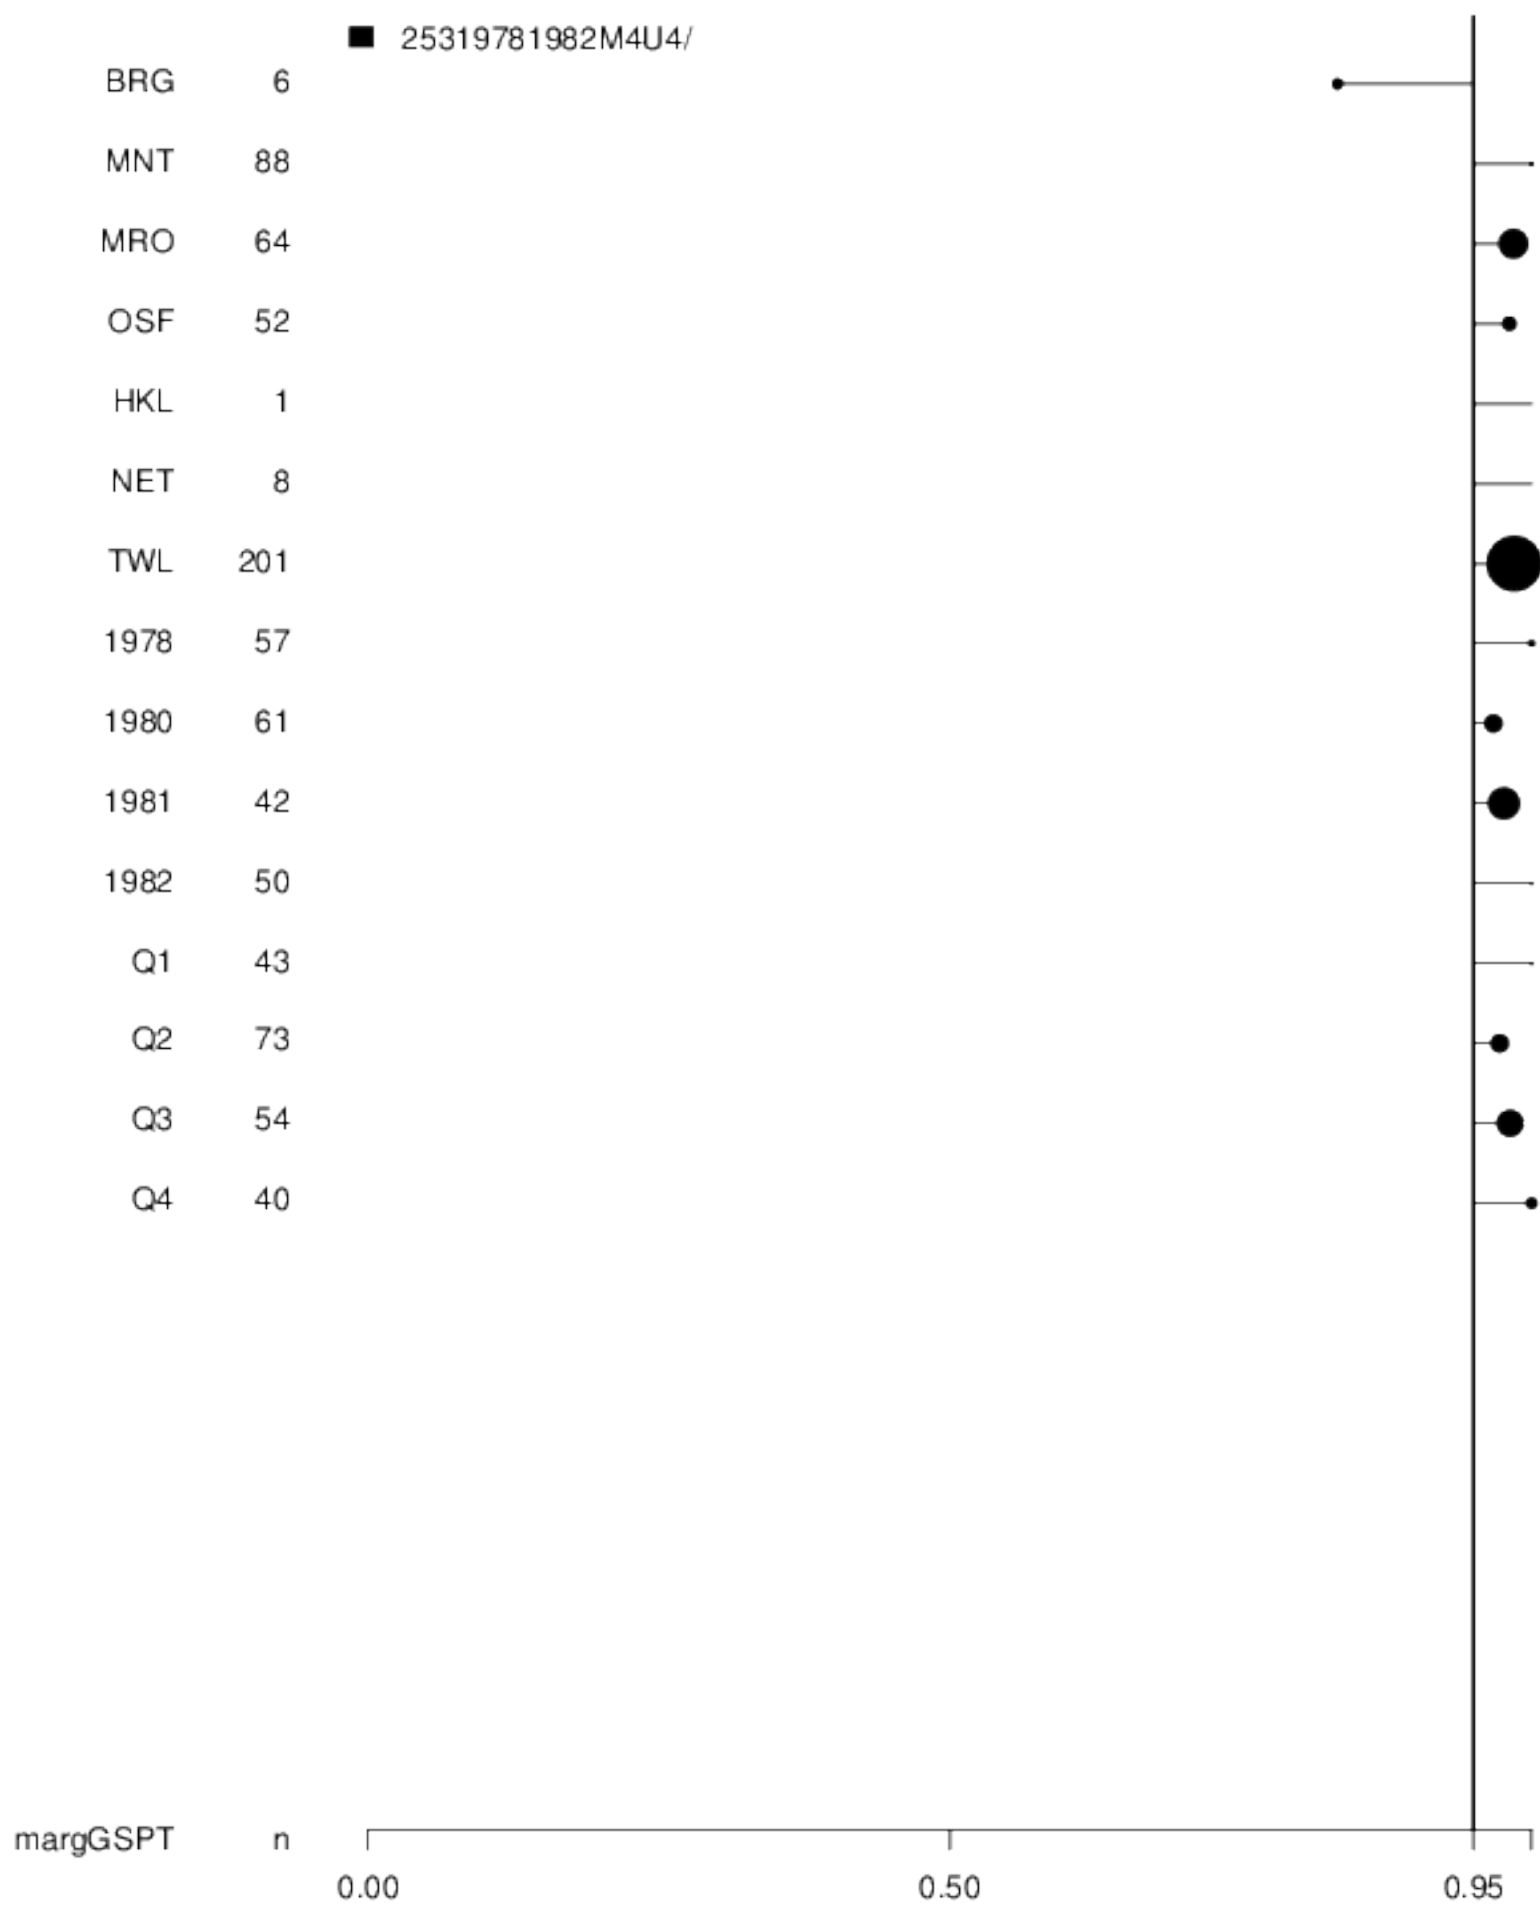 25319781982M4U4/
BRG 6
MNT 88
MRO 64
OSF 52
HKL 1
NET 8
TWL 201
1978 57
1980 61
1981 42
1982 50
Q1 43
Q2 73
Q3 54
Q4 40
margGSPT n
0.00 0.50 0.95